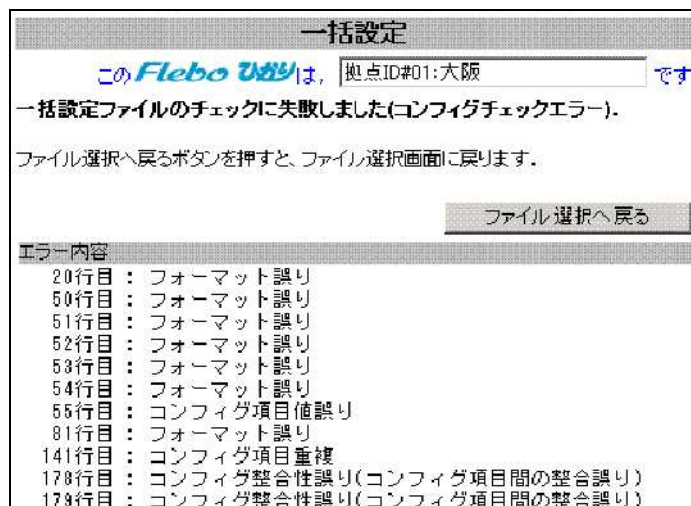 一括設定
このFlebo ひかりは, 拠点ID#01:大阪 です
一括設定ファイルのチェックに失敗しました(コンフィグチェックエラー).
ファイル選択へ戻るボタンを押すと、ファイル選択画面に戻ります.
ファイル選択へ戻る
エラー内容
20行目 : フォーマット誤り
50行目 : フォーマット誤り
51行目 : フォーマット誤り
52行目 : フォーマット誤り
53行目 : フォーマット誤り
54行目 : フォーマット誤り
55行目 : コンフィグ項目値誤り
81行目 : フォーマット誤り
141行目 : コンフィグ項目重複
178行目 : コンフィグ整合性誤り(コンフィグ項目間の整合誤り)
179行目 : コンフィグ整合性誤り(コンフィグ項目間の整合誤り)